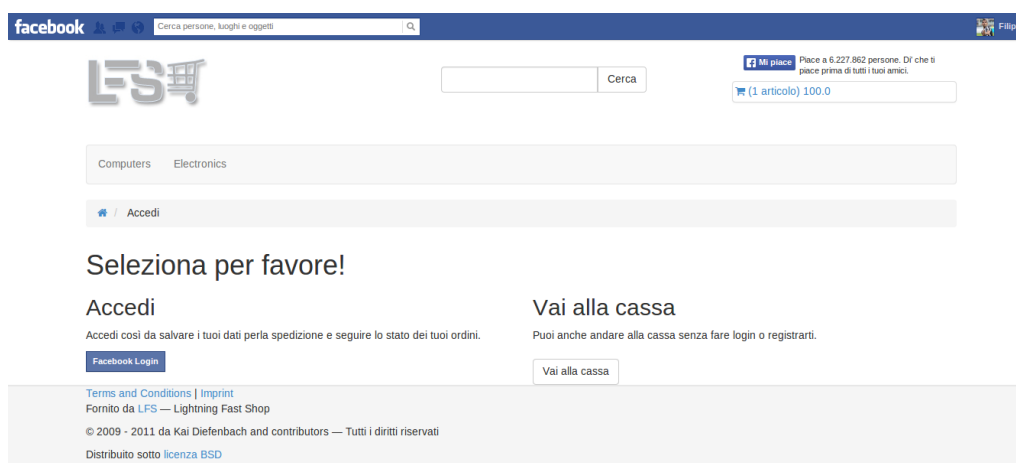 facebook Cerca persone, luoghi e oggetti Filip
LFS Cerca
Mi piace Piace a 6.227.862 persone. Di' che ti
piace prima di tutti i tuoi amici.
(1 articolo) 100.0
Computers Electronics
/ Accedi
Seleziona per favore!
Accedi
Accedi così da salvare i tuoi dati perla spedizione e seguire lo stato dei tuoi ordini.
Facebook Login
Vai alla cassa
Puoi anche andare alla cassa senza fare login o registrarti.
Vai alla cassa
Terms and Conditions | Imprint
Fornito da LFS — Lightning Fast Shop
© 2009 - 2011 da Kai Diefenbach and contributors — Tutti i diritti riservati
Distribuito sotto licenza BSD